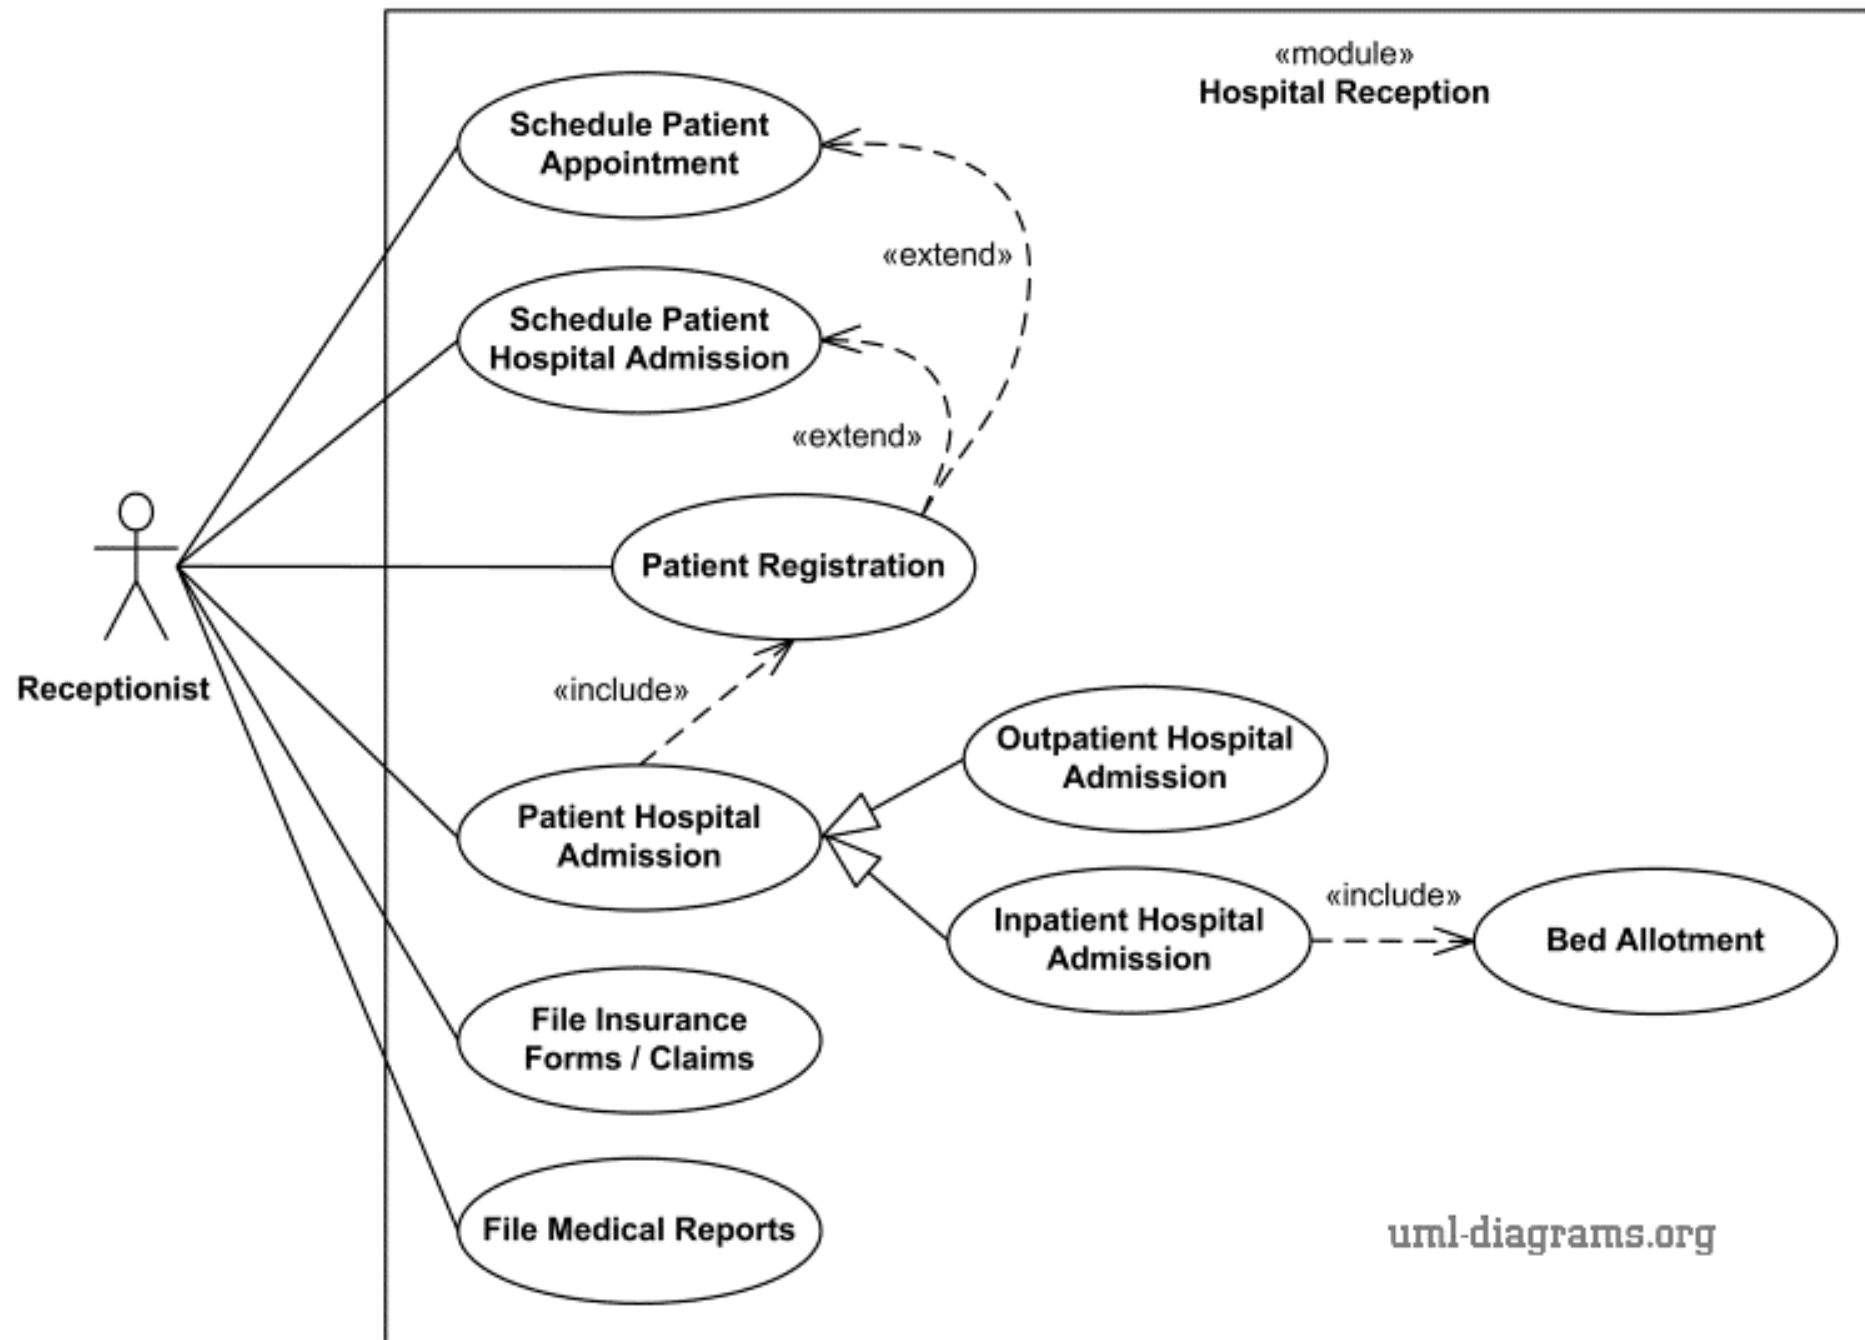 «module»
Hospital Reception
Schedule Patient
Appointment
«extend»
Schedule Patient
Hospital Admission
«extend»
Patient Registration
Receptionist
«include»
Outpatient Hospital
Admission
Patient Hospital
Admission
«include»
Inpatient Hospital
Admission
Bed Allotment
File Insurance
Forms / Claims
File Medical Reports
uml-diagrams.org